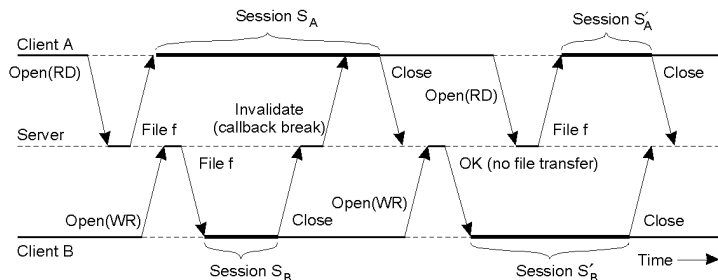 Session S_A
Session S′_A
Client A
Open(RD)
Close
Open(RD)
Close
Invalidate
(callback break)
Server
File f
File f
File f
OK (no file transfer)
Open(WR)
Close
Open(WR)
Close
Client B
Session S_B
Session S′_B
Time